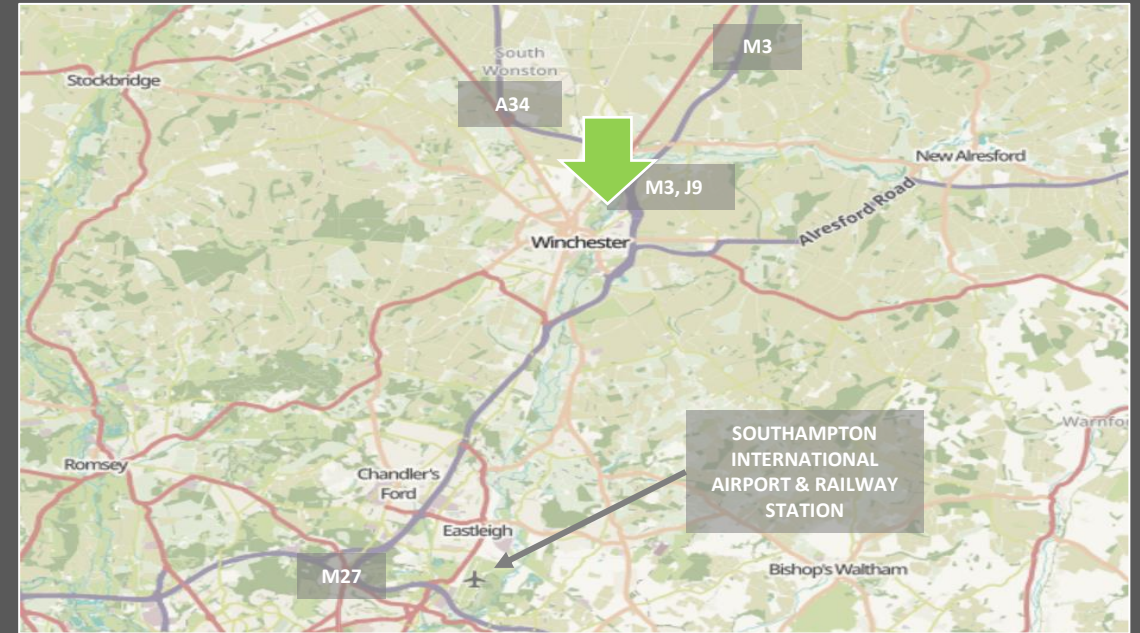 M3
South
Wonston
Stockbridge
A34
New Alresford
M3, J9
Alresford Road
Winchester
SOUTHAMPTON
INTERNATIONAL
AIRPORT & RAILWAY
STATION
Romsey
Chandler's
Ford
Eastleigh
M27
Bishop's Waltham